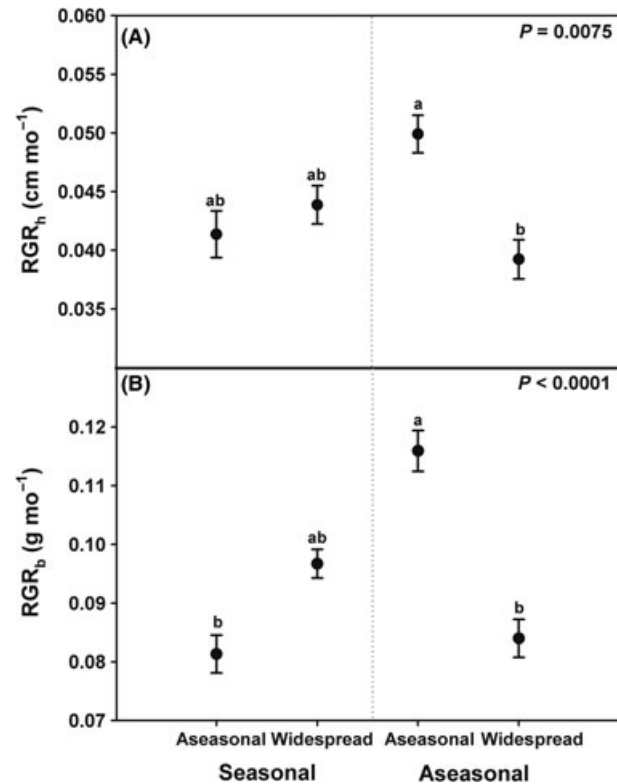 (A)
P = 0.0075
RGRₕ (cm mo⁻¹)
0.060
0.055
0.050
0.045
0.040
0.035
ab
ab
a
b
(B)
P < 0.0001
RGR_b (g mo⁻¹)
0.12
0.11
0.10
0.09
0.08
0.07
b
ab
a
b
Aseasonal Widespread Aseasonal Widespread
Seasonal Aseasonal